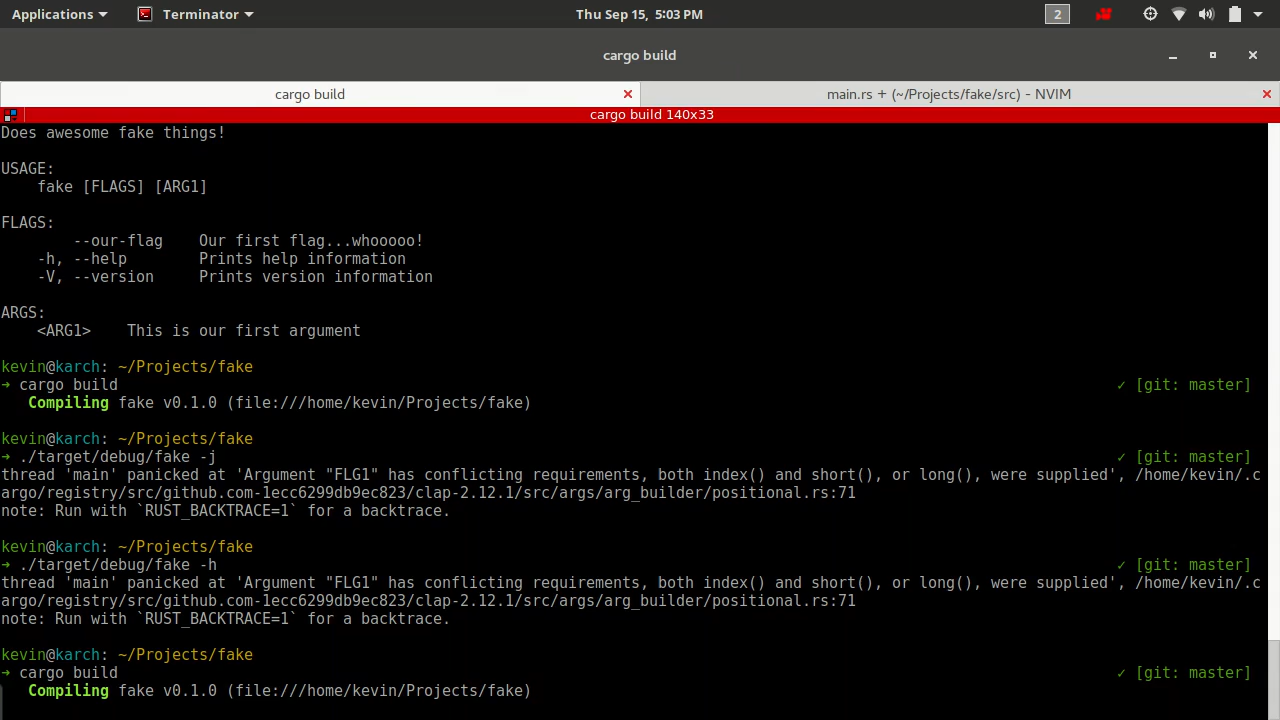 Applications Terminator Thu Sep 15, 5:03 PM 2
cargo build
cargo build main.rs + (~/Projects/fake/src) - NVIM
cargo build 140x33
Does awesome fake things!
USAGE:
    fake [FLAGS] [ARG1]
FLAGS:
        --our-flag    Our first flag...whooooo!
    -h, --help        Prints help information
    -V, --version     Prints version information
ARGS:
    <ARG1>    This is our first argument
kevin@karch: ~/Projects/fake
➜ cargo build ✓ [git: master]
   Compiling fake v0.1.0 (file:///home/kevin/Projects/fake)
kevin@karch: ~/Projects/fake
➜ ./target/debug/fake -j ✓ [git: master]
thread 'main' panicked at 'Argument "FLG1" has conflicting requirements, both index() and short(), or long(), were supplied', /home/kevin/.c
argo/registry/src/github.com-1ecc6299db9ec823/clap-2.12.1/src/args/arg_builder/positional.rs:71
note: Run with `RUST_BACKTRACE=1` for a backtrace.
kevin@karch: ~/Projects/fake
➜ ./target/debug/fake -h ✓ [git: master]
thread 'main' panicked at 'Argument "FLG1" has conflicting requirements, both index() and short(), or long(), were supplied', /home/kevin/.c
argo/registry/src/github.com-1ecc6299db9ec823/clap-2.12.1/src/args/arg_builder/positional.rs:71
note: Run with `RUST_BACKTRACE=1` for a backtrace.
kevin@karch: ~/Projects/fake
➜ cargo build ✓ [git: master]
   Compiling fake v0.1.0 (file:///home/kevin/Projects/fake)